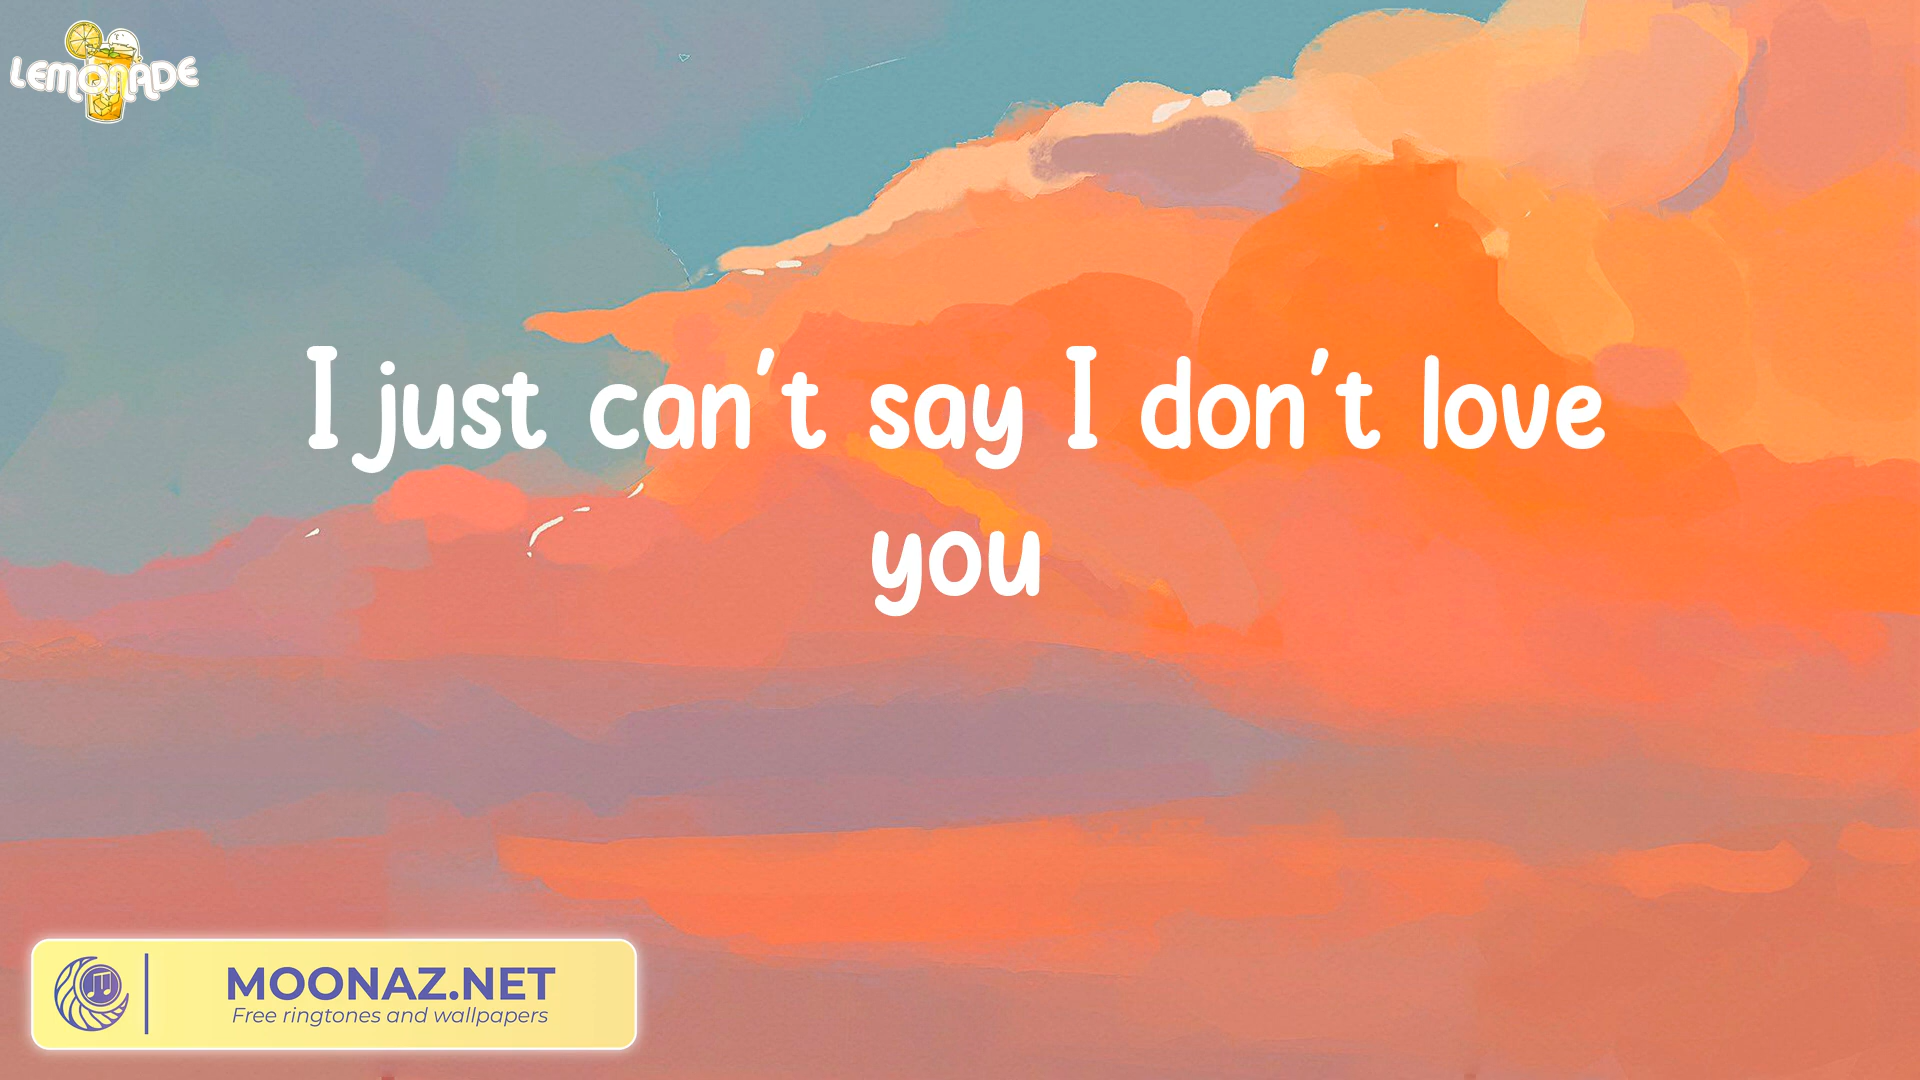 LEMONADE
I just can't say I don't love
you
MOONAZ.NET
Free ringtones and wallpapers